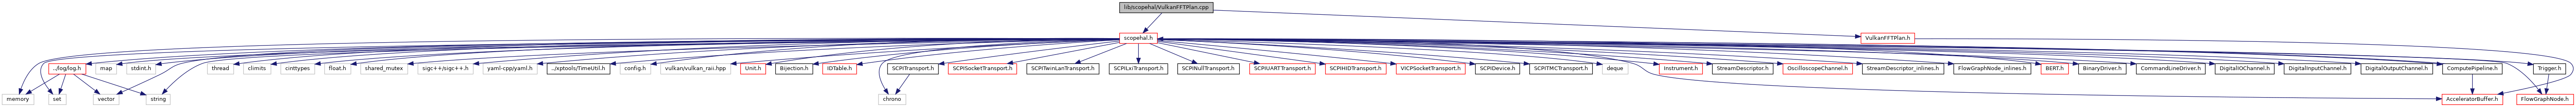 lib/scopehal/VulkanFFTPlan.cpp
scopehal.h
VulkanFFTPlan.h
../log/log.h
map
stdint.h
thread
climits
cinttypes
float.h
shared_mutex
sigc++/sigc++.h
yaml-cpp/yaml.h
../xptools/TimeUtil.h
config.h
vulkan/vulkan_raii.hpp
Unit.h
Bijection.h
IDTable.h
SCPITransport.h
SCPISocketTransport.h
SCPITwinLanTransport.h
SCPILxiTransport.h
SCPINullTransport.h
SCPIUARTTransport.h
SCPIHIDTransport.h
VICPSocketTransport.h
SCPIDevice.h
SCPITMCTransport.h
deque
Instrument.h
StreamDescriptor.h
OscilloscopeChannel.h
StreamDescriptor_inlines.h
FlowGraphNode_inlines.h
BERT.h
BinaryDriver.h
CommandLineDriver.h
DigitalIOChannel.h
DigitalInputChannel.h
DigitalOutputChannel.h
ComputePipeline.h
Trigger.h
memory
set
vector
string
chrono
AcceleratorBuffer.h
FlowGraphNode.h